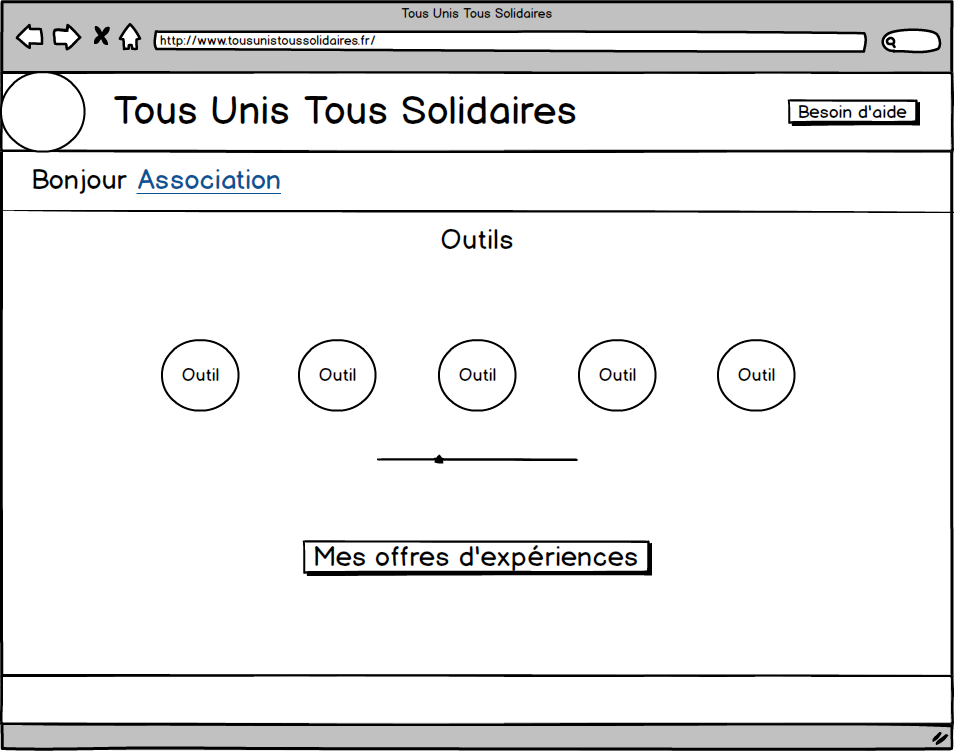 Tous Unis Tous Solidaires
http://www.tousunistoussolidaires.fr/
Tous Unis Tous Solidaires
Besoin d'aide
Bonjour Association
Outils
Outil Outil Outil Outil Outil
Mes offres d'expériences